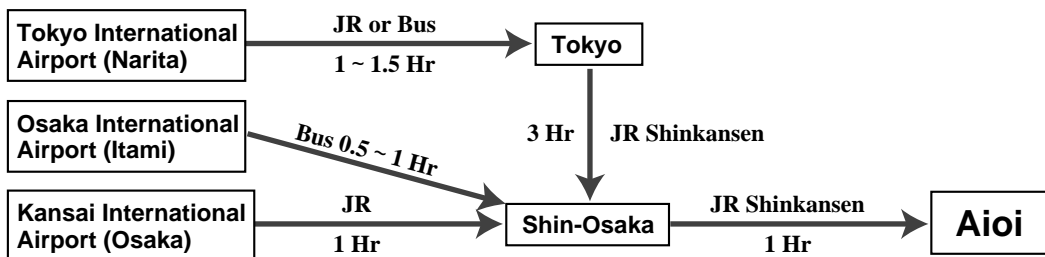 Tokyo International
Airport (Narita)
JR or Bus
1 ~ 1.5 Hr
Tokyo
3 Hr
JR Shinkansen
Osaka International
Airport (Itami)
Bus 0.5 ~ 1 Hr
Kansai International
Airport (Osaka)
JR
1 Hr
Shin-Osaka
JR Shinkansen
1 Hr
Aioi